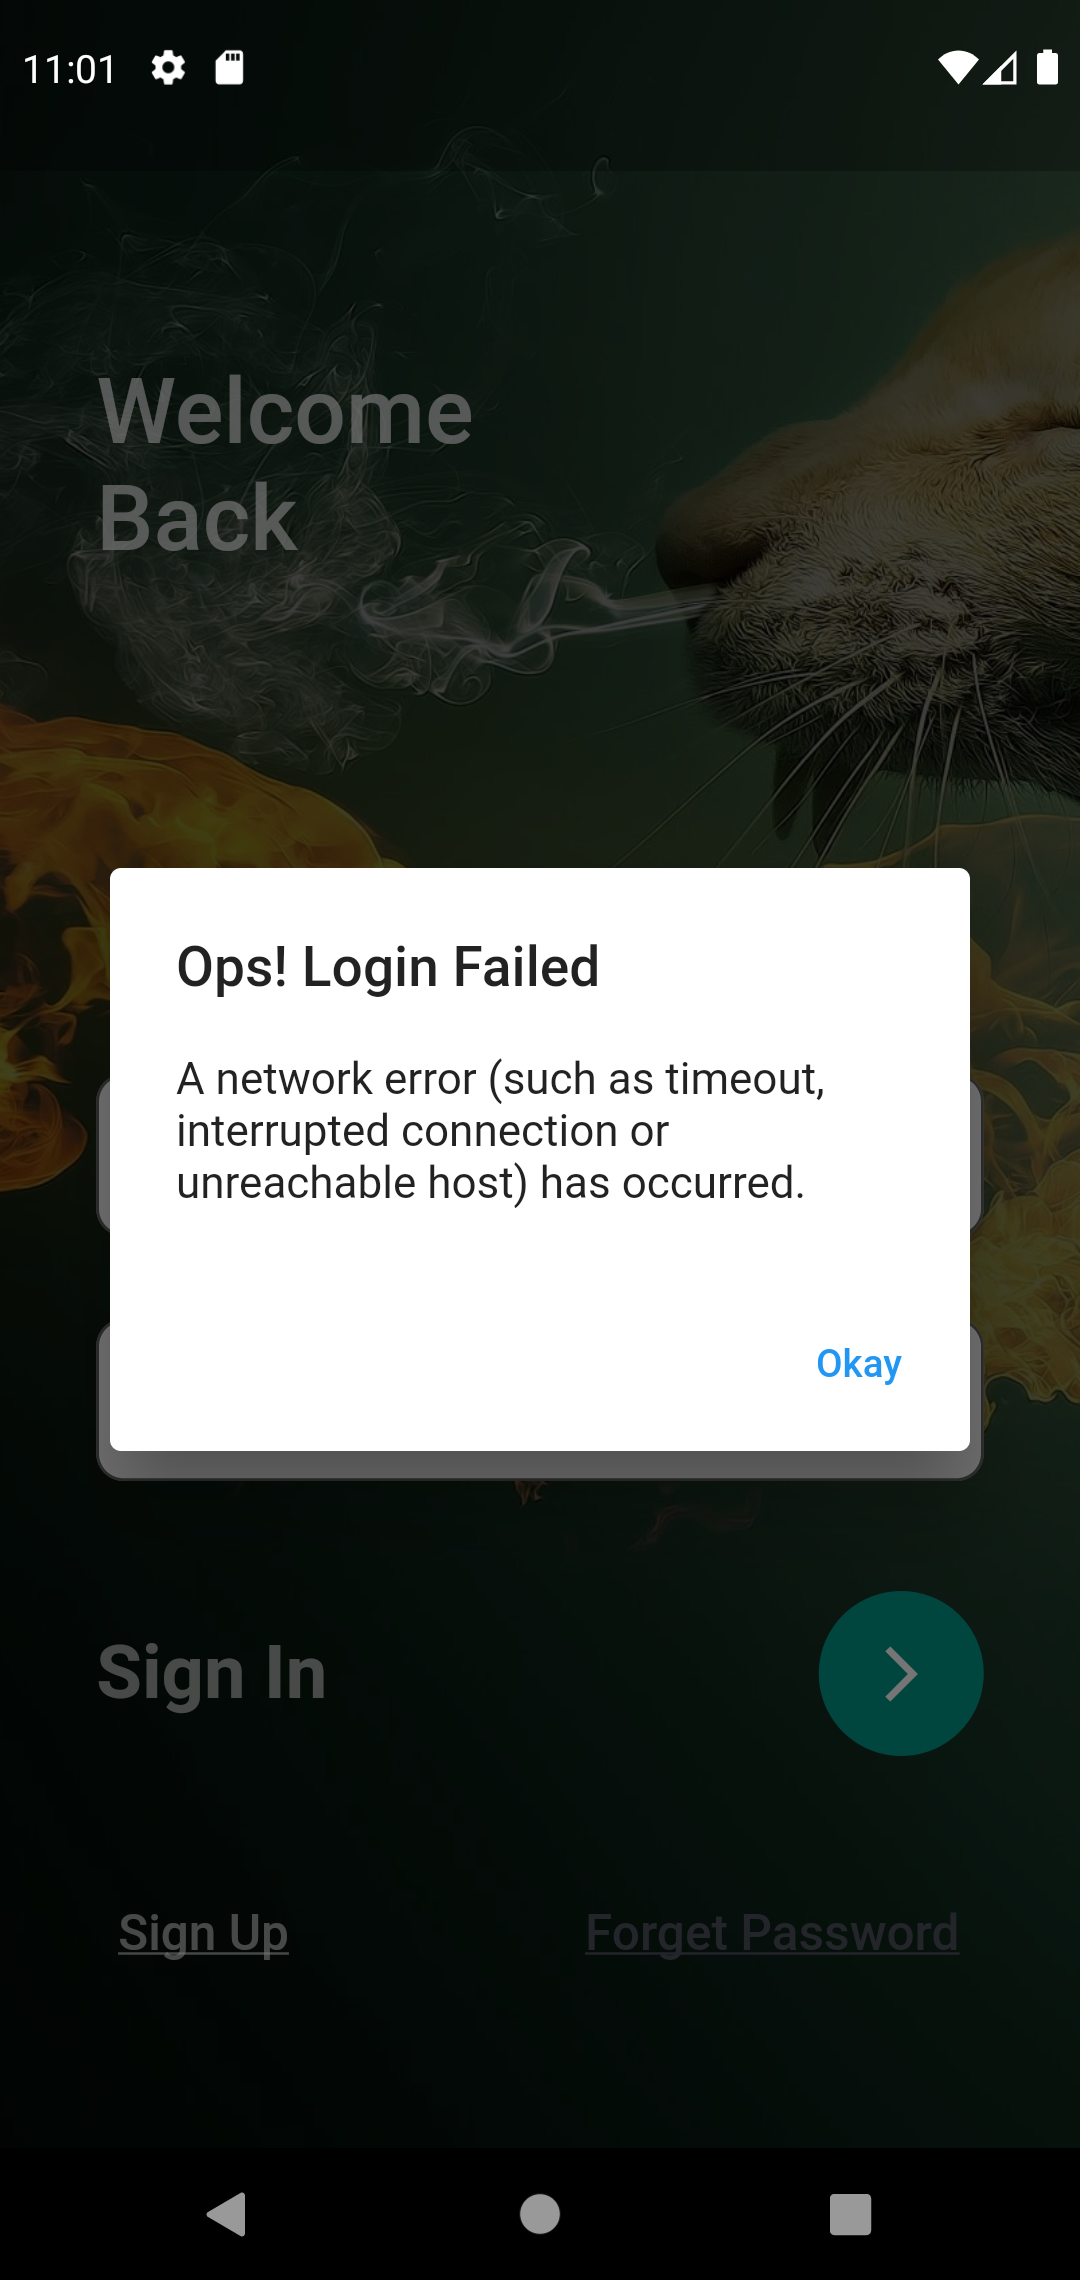 11:01
Welcome
Back
Ops! Login Failed
A network error (such as timeout,
interrupted connection or
unreachable host) has occurred.
Okay
Sign In
Sign Up
Forget Password